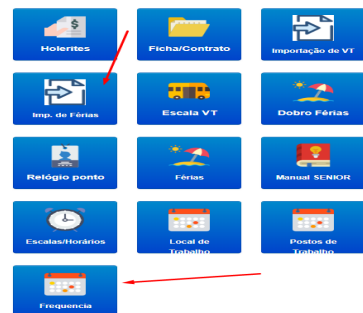 Holerites
Ficha/Contrato
Importação de VT
Imp. de Férias
Escala VT
Dobro Férias
Relógio ponto
Férias
Manual SENIOR
Escalas/Horários
Local de
Trabalho
Postos de
Trabalho
Frequencia